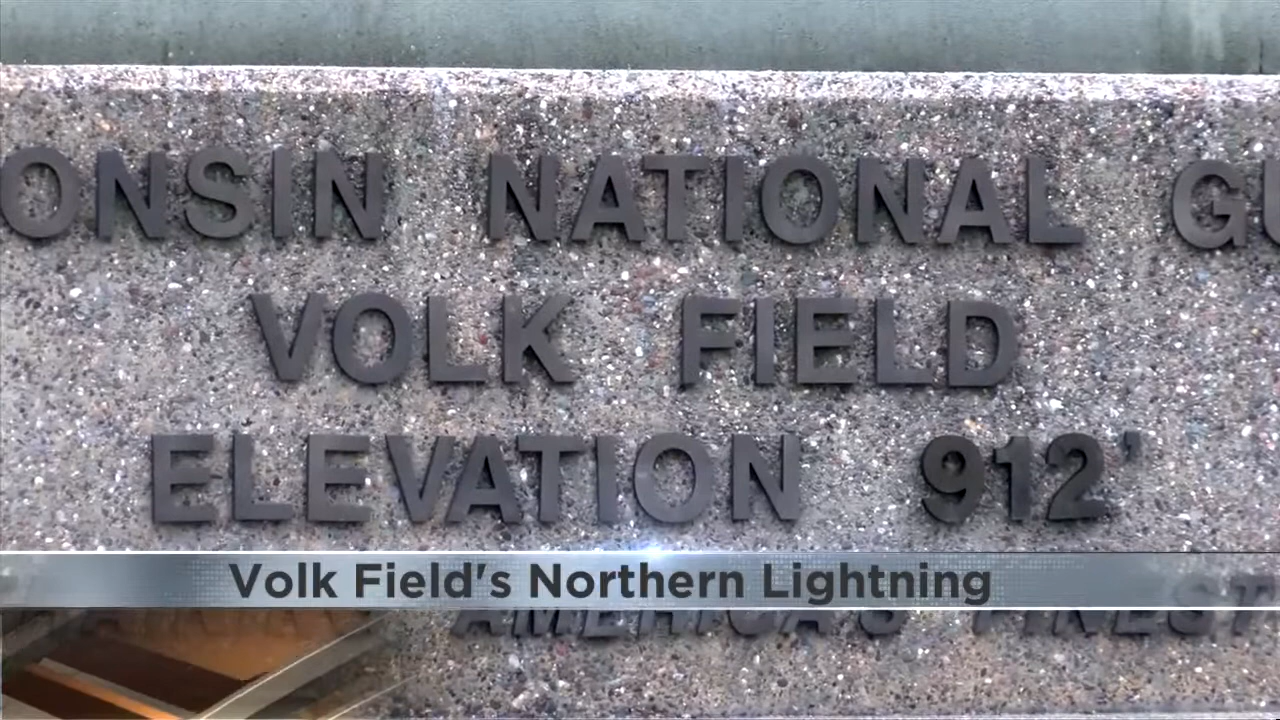 ONSIN NATIONAL GU
VOLK FIELD
ELEVATION 912'
Volk Field's Northern Lightning
AMERICA'S FINEST